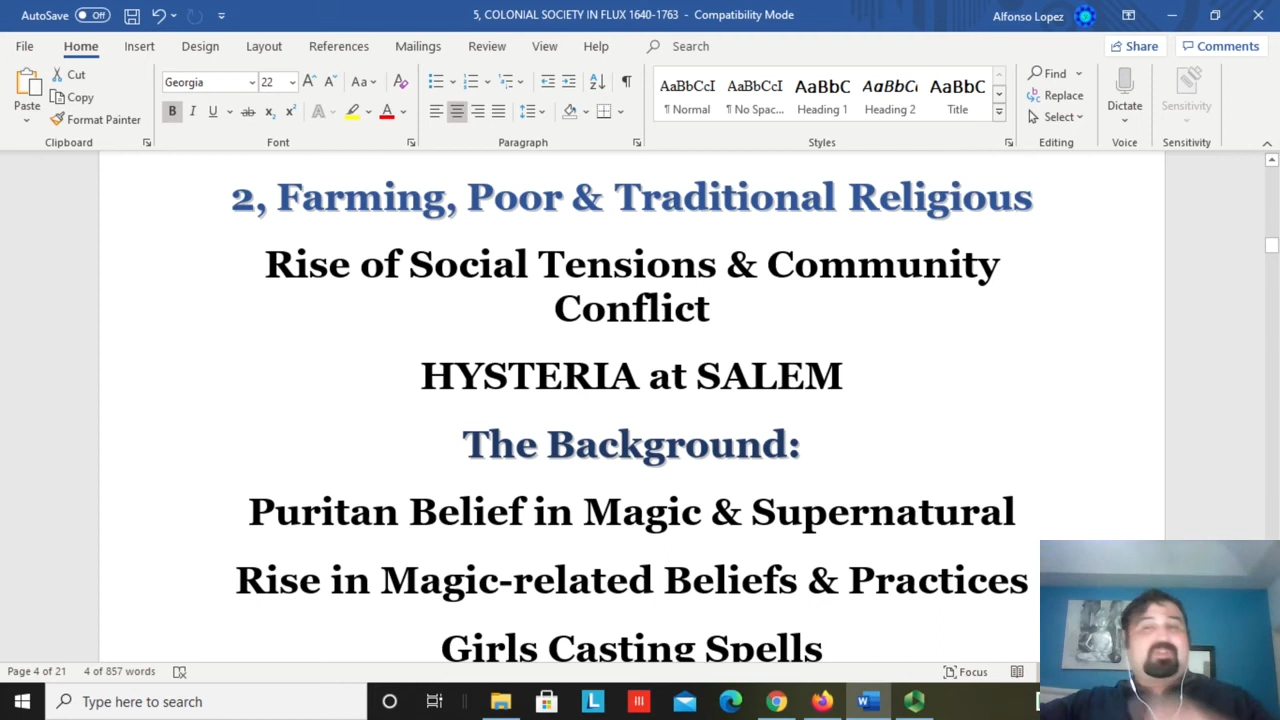 AutoSave Off 5, COLONIAL SOCIETY IN FLUX 1640-1763 - Compatibility Mode Alfonso Lopez
File Home Insert Design Layout References Mailings Review View Help Search Share Comments
Paste Cut Copy Format Painter
Georgia 22 A A Aa A
B I U ab x₂ x² A A
AaBbCcI AaBbCcI AaBbC AaBbCc AaBbC
¶ Normal ¶ No Spac... Heading 1 Heading 2 Title
Find Replace Select Dictate Sensitivity
Clipboard Font Paragraph Styles Editing Voice Sensitivity
2, Farming, Poor & Traditional Religious
Rise of Social Tensions & Community
Conflict
HYSTERIA at SALEM
The Background:
Puritan Belief in Magic & Supernatural
Rise in Magic-related Beliefs & Practices
Girls Casting Spells
Page 4 of 21 4 of 857 words Focus
Type here to search